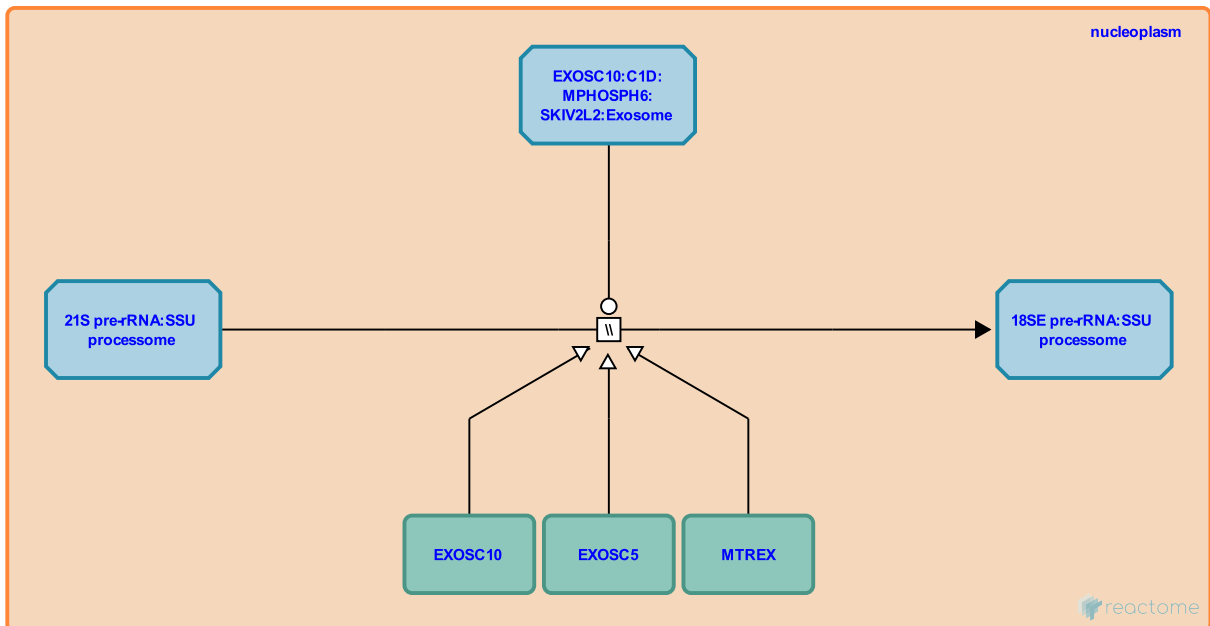 nucleoplasm
EXOSC10:C1D:
MPHOSPH6:
SKIV2L2:Exosome
21S pre-rRNA:SSU
processome
\\
18SE pre-rRNA:SSU
processome
EXOSC10
EXOSC5
MTREX
reactome